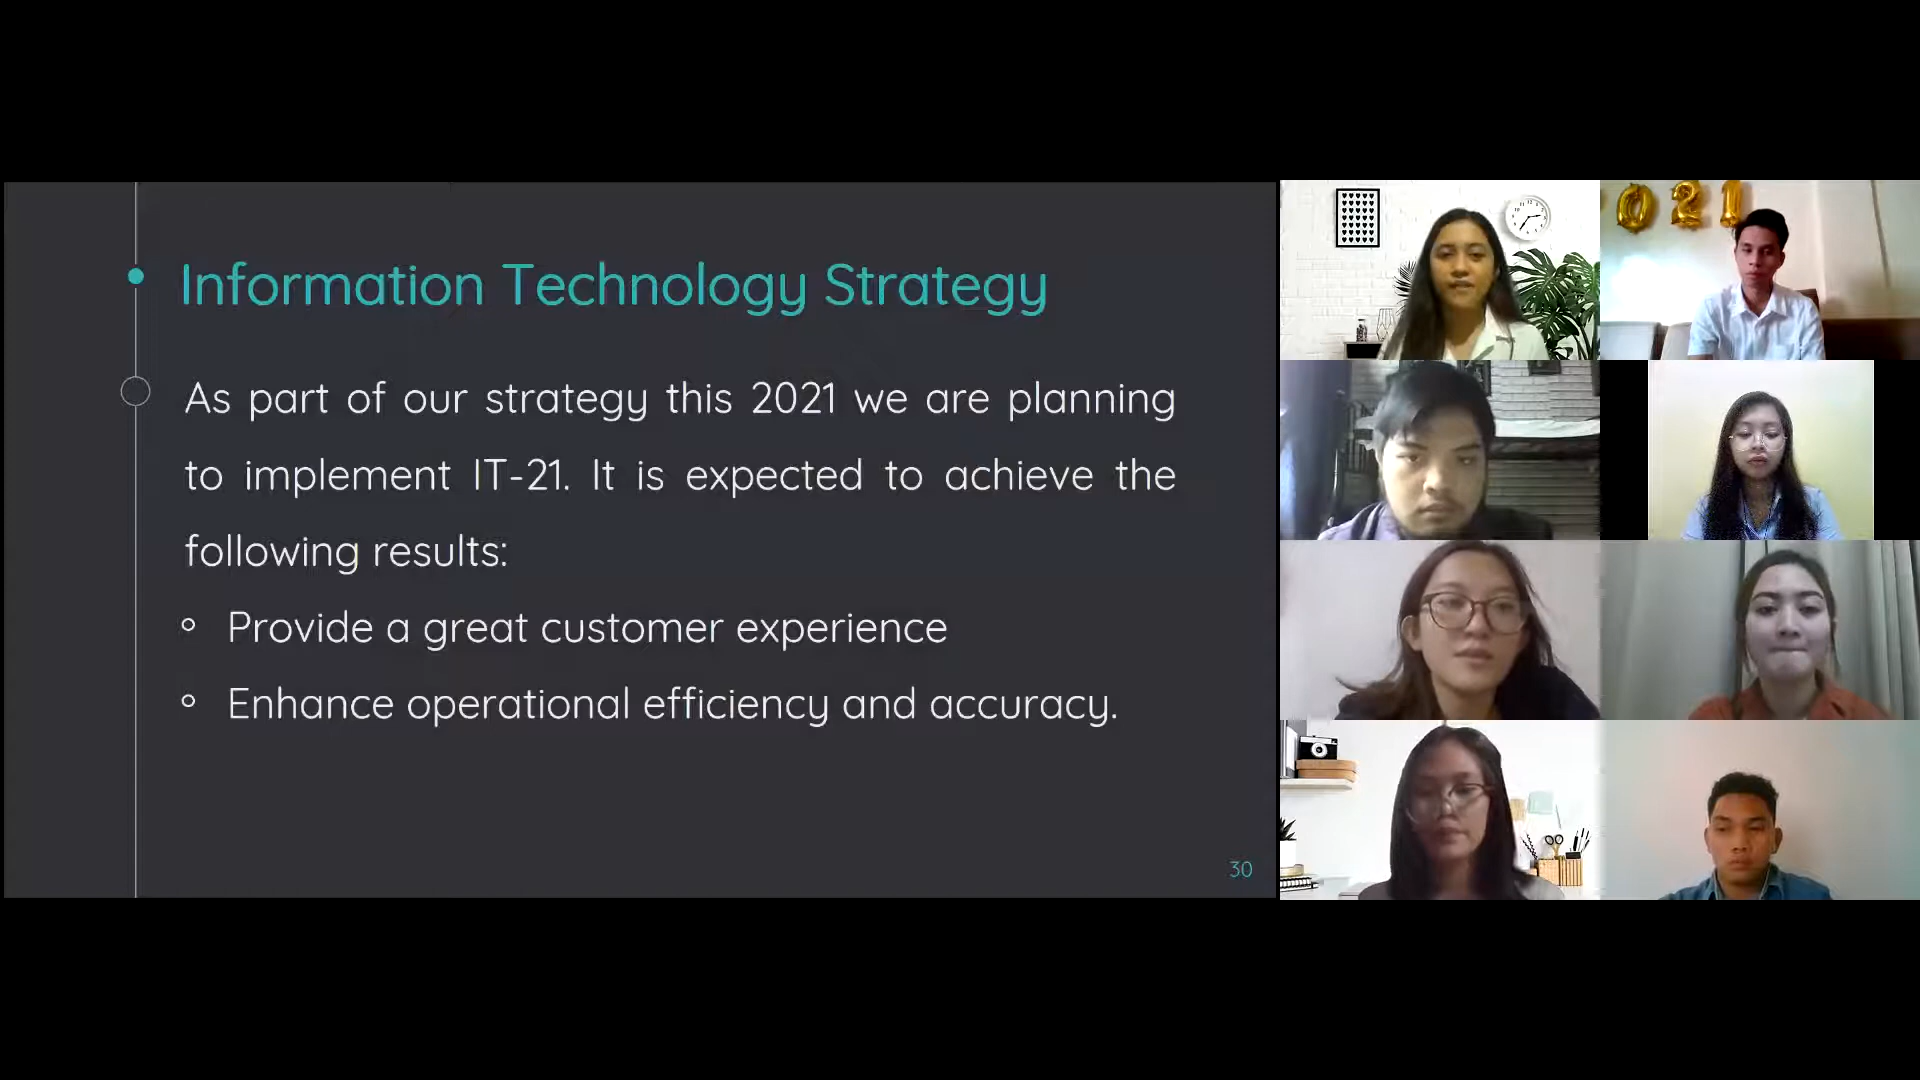 Information Technology Strategy
As part of our strategy this 2021 we are planning
to implement IT-21. It is expected to achieve the
following results:
Provide a great customer experience
Enhance operational efficiency and accuracy.
30
021